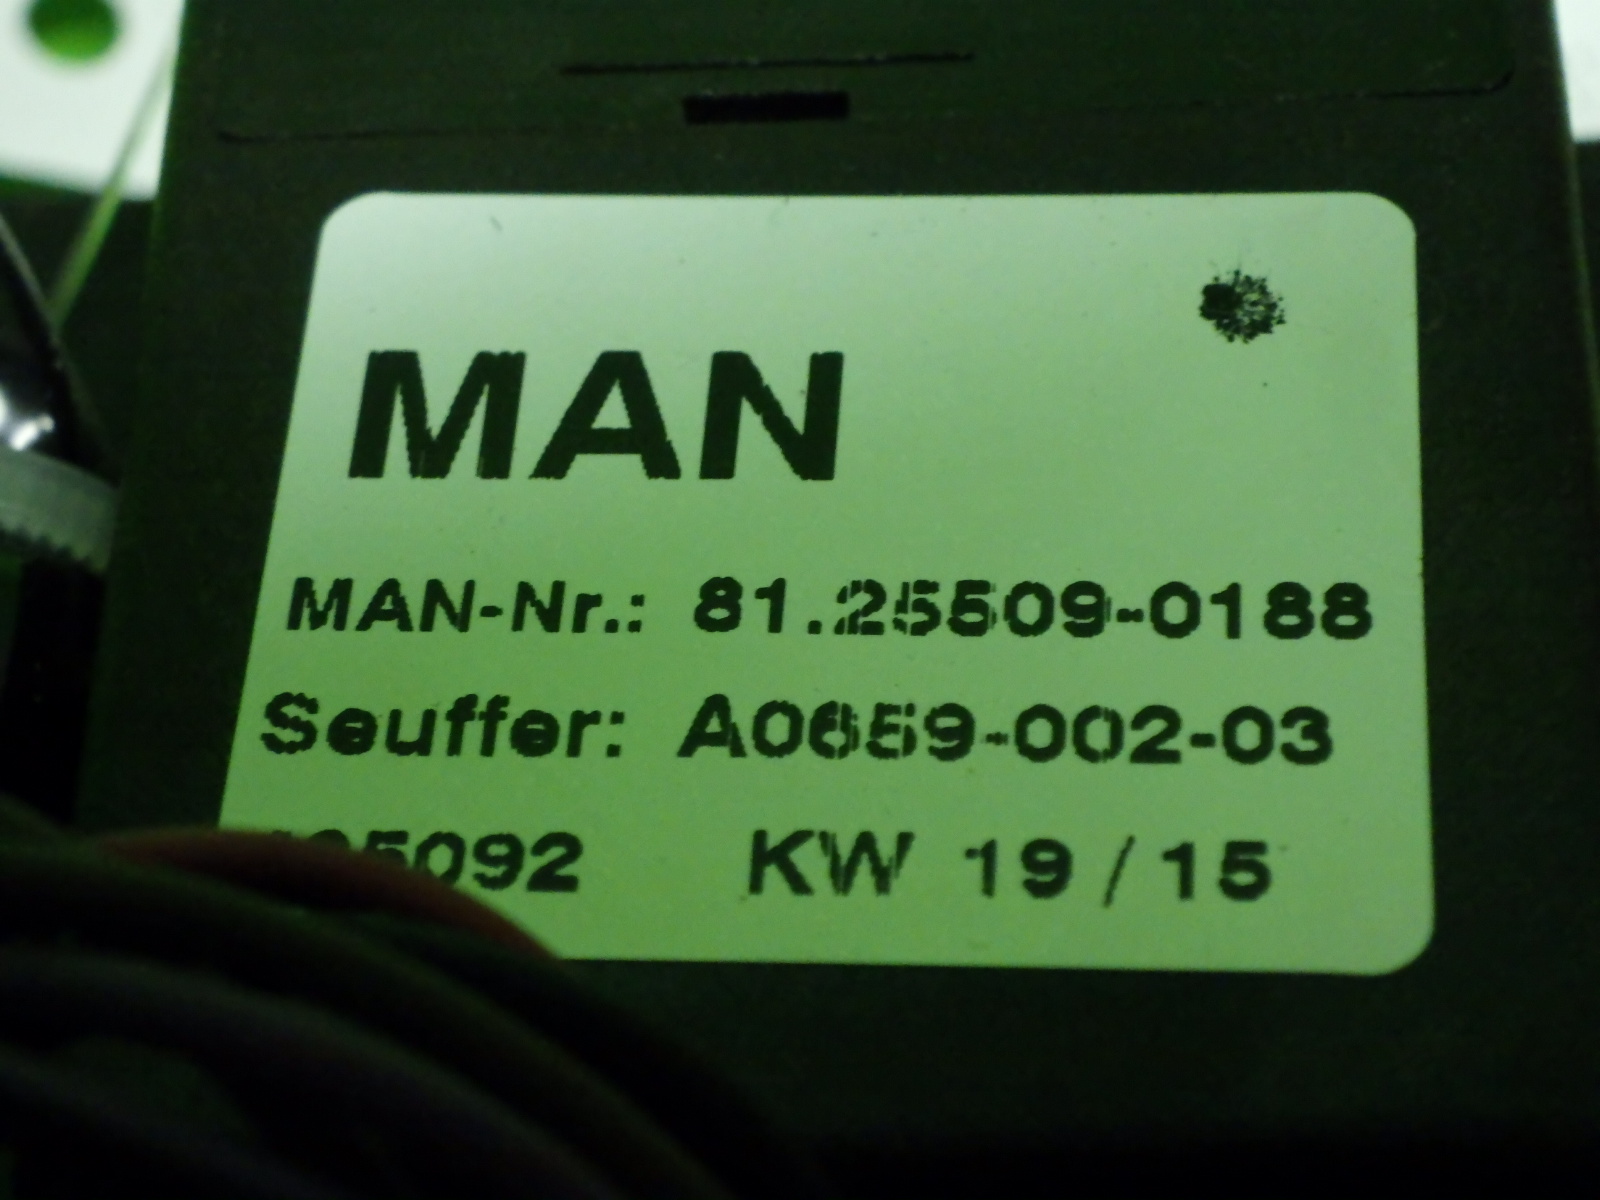 MAN
MAN-Nr.: 81.25509-0188
Seuffer: A0659-002-03
KW 19 / 15